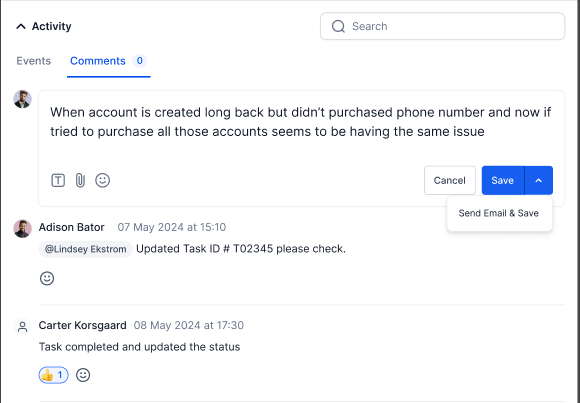 Activity
Search
Events
Comments 0
When account is created long back but didn’t purchased phone number and now if
tried to purchase all those accounts seems to be having the same issue
T
Cancel
Save
Send Email & Save
Adison Bator 07 May 2024 at 15:10
@Lindsey Ekstrom Updated Task ID # T02345 please check.
Carter Korsgaard 08 May 2024 at 17:30
Task completed and updated the status
👍 1